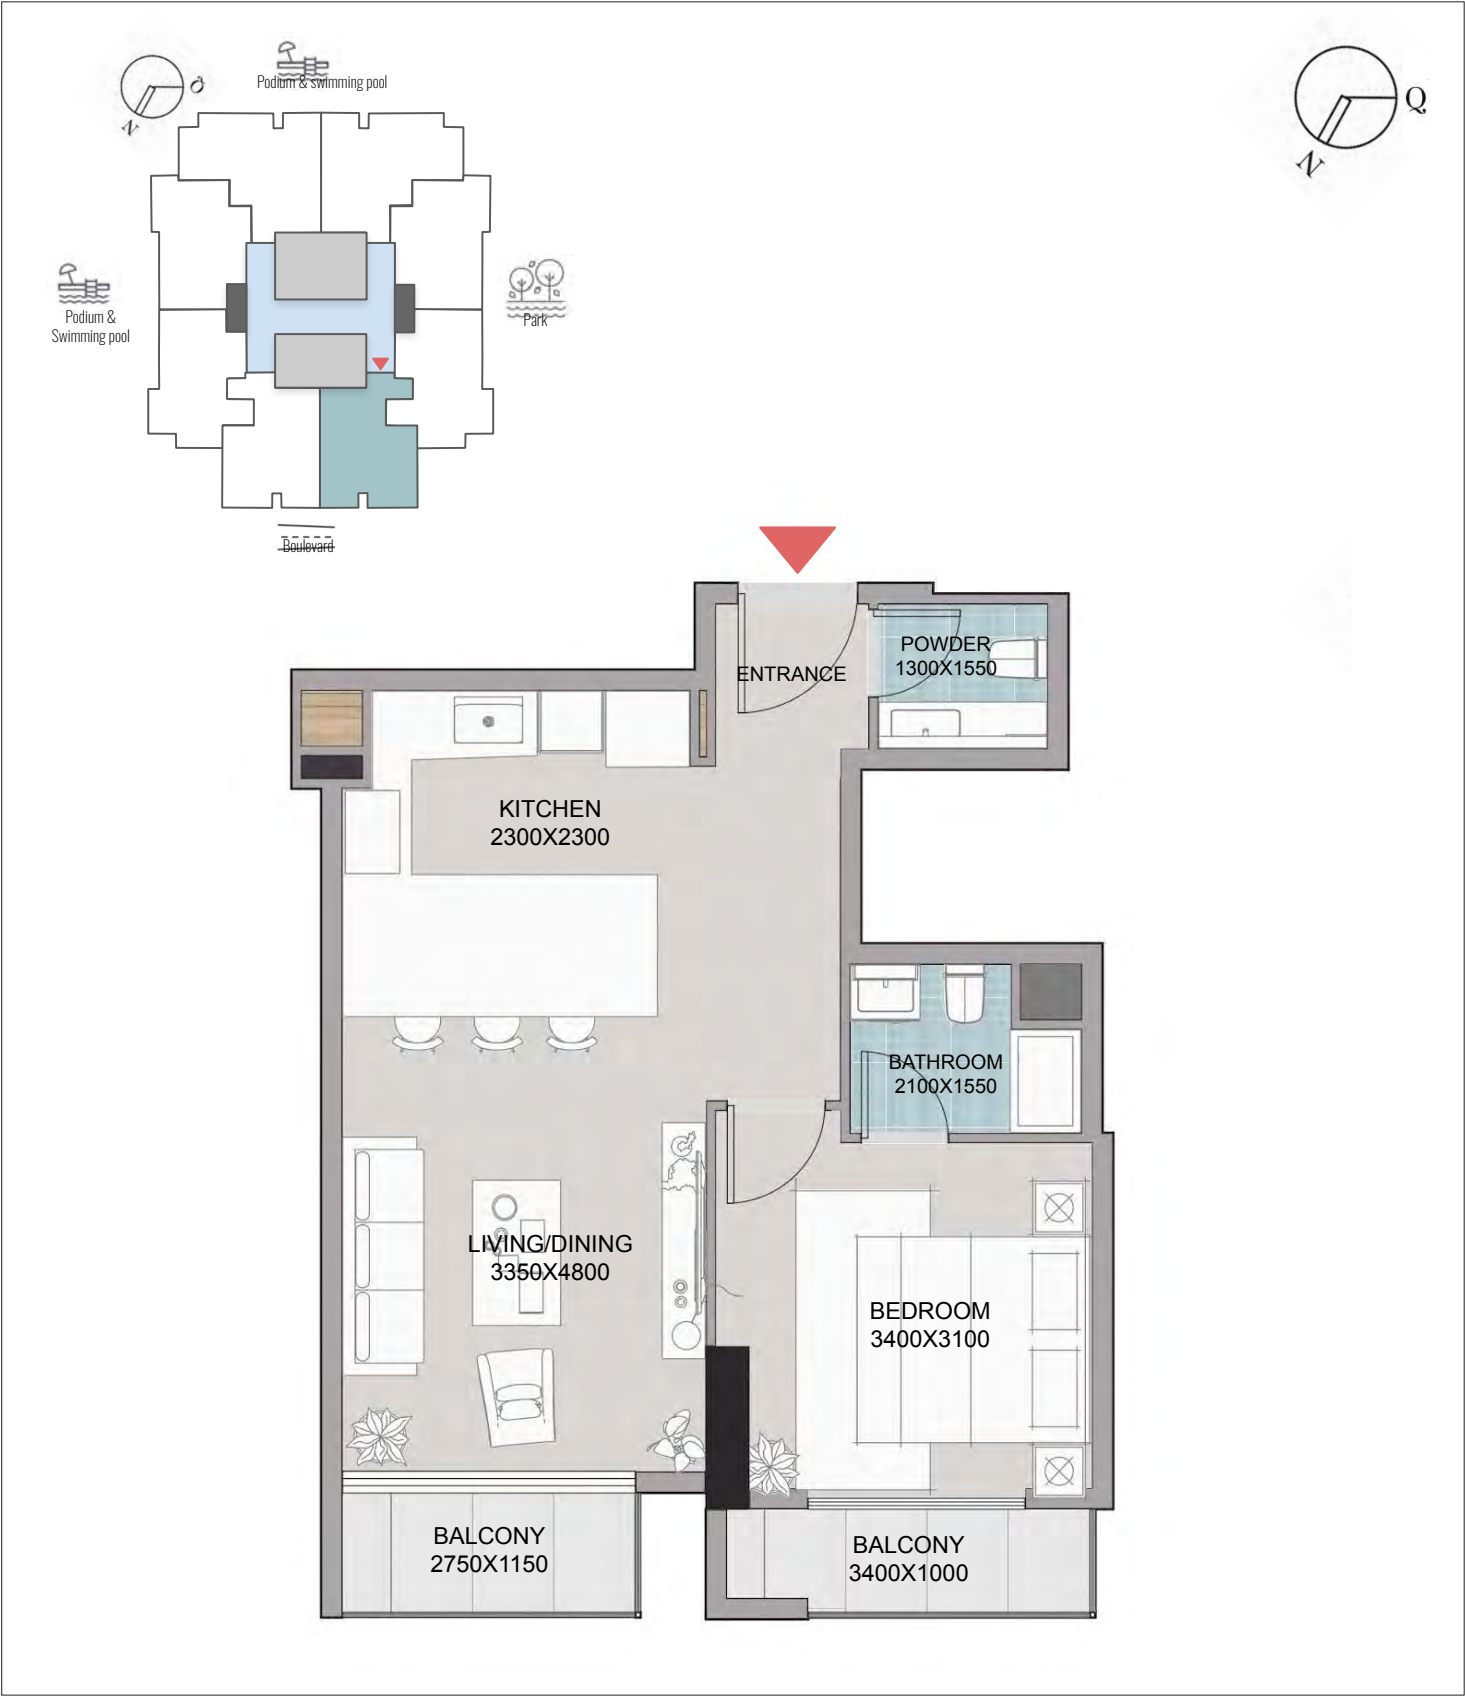 Podium & swimming pool
Q
N
Q
N
Podium &
Swimming pool
Park
Boulevard
ENTRANCE
POWDER
1300X1550
KITCHEN
2300X2300
BATHROOM
2100X1550
LIVING/DINING
3350X4800
BEDROOM
3400X3100
BALCONY
2750X1150
BALCONY
3400X1000